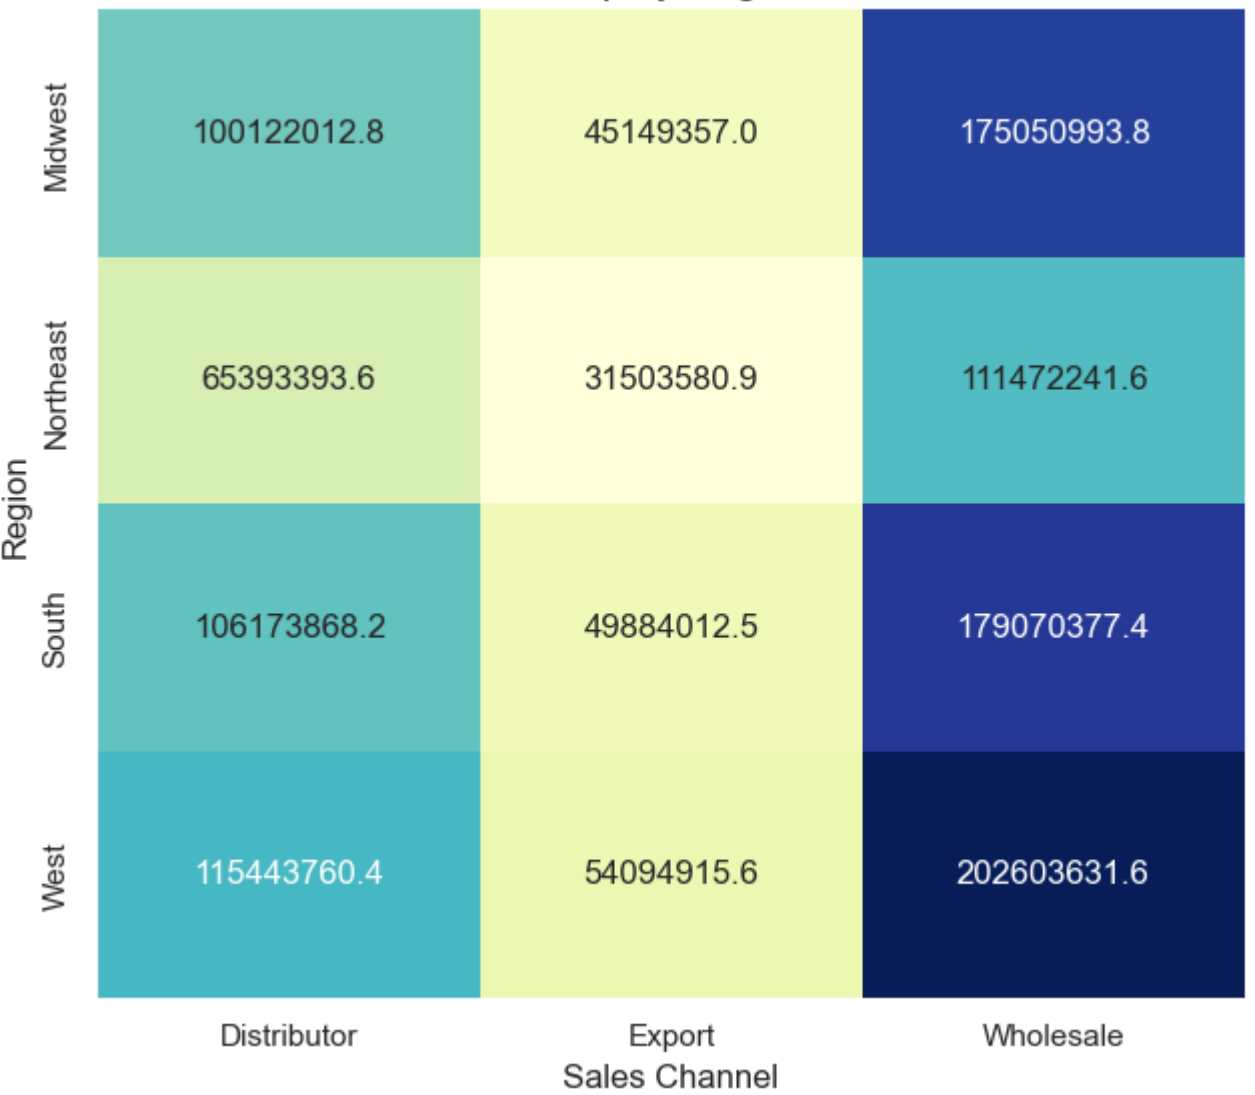 Midwest 100122012.8 45149357.0 175050993.8
Northeast 65393393.6 31503580.9 111472241.6
Region
South 106173868.2 49884012.5 179070377.4
West 115443760.4 54094915.6 202603631.6
Distributor Export Wholesale
Sales Channel